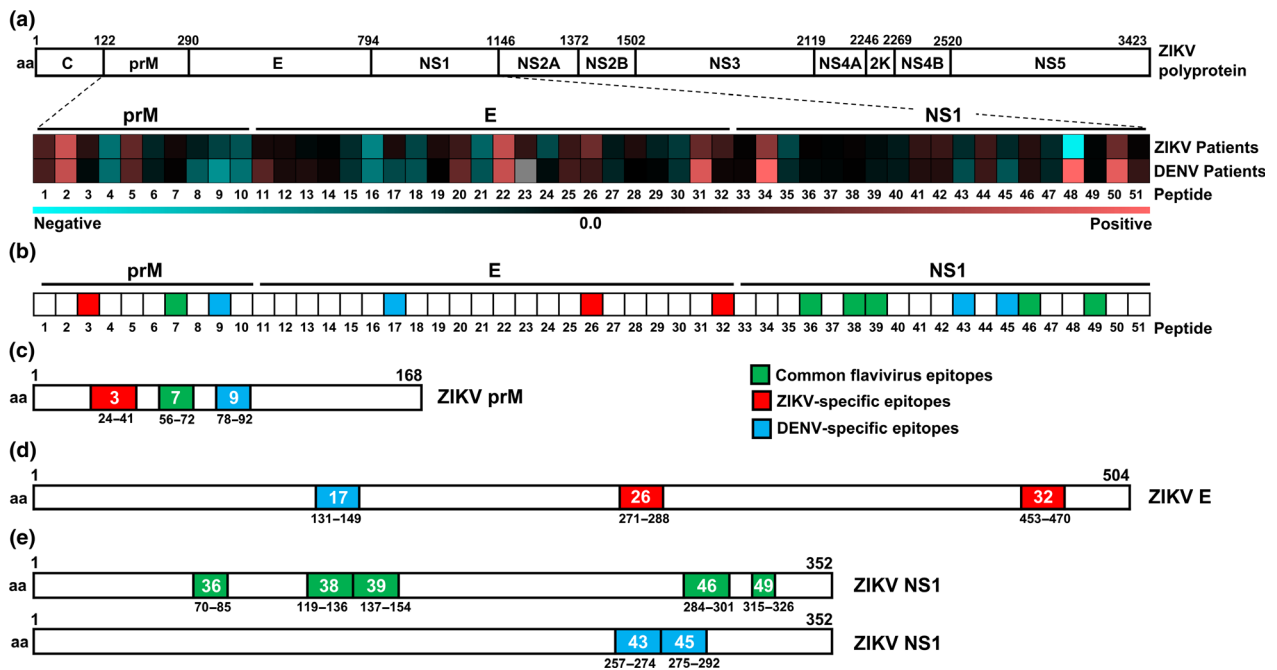 (a)
1 122 290 794 1146 1372 1502 2119 2246 2269 2520 3423
aa C prM E NS1 NS2A NS2B NS3 NS4A 2K NS4B NS5 ZIKV polyprotein
prM E NS1
ZIKV Patients
DENV Patients
1 2 3 4 5 6 7 8 9 10 11 12 13 14 15 16 17 18 19 20 21 22 23 24 25 26 27 28 29 30 31 32 33 34 35 36 37 38 39 40 41 42 43 44 45 46 47 48 49 50 51 Peptide
Negative 0.0 Positive
(b)
prM E NS1
1 2 3 4 5 6 7 8 9 10 11 12 13 14 15 16 17 18 19 20 21 22 23 24 25 26 27 28 29 30 31 32 33 34 35 36 37 38 39 40 41 42 43 44 45 46 47 48 49 50 51 Peptide
(c)
1 168
aa 3 7 9 ZIKV prM
24–41 56–72 78–92
Common flavivirus epitopes
ZIKV-specific epitopes
DENV-specific epitopes
(d)
1 504
aa 17 26 32 ZIKV E
131–149 271–288 453–470
(e)
1 352
aa 36 38 39 46 49 ZIKV NS1
70–85 119–136 137–154 284–301 315–326
1 352
aa 43 45 ZIKV NS1
257–274 275–292